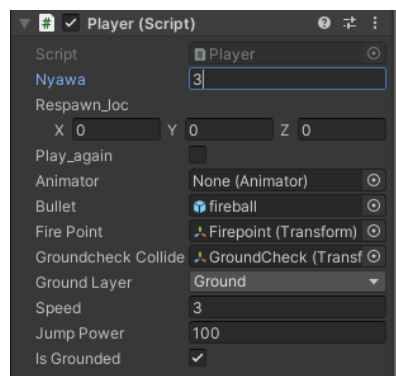 # Player (Script)
Script Player
Nyawa 3
Respawn_loc
X 0 Y 0 Z 0
Play_again
Animator None (Animator)
Bullet fireball
Fire Point Firepoint (Transform)
Groundcheck Collide GroundCheck (Transf
Ground Layer Ground
Speed 3
Jump Power 100
Is Grounded